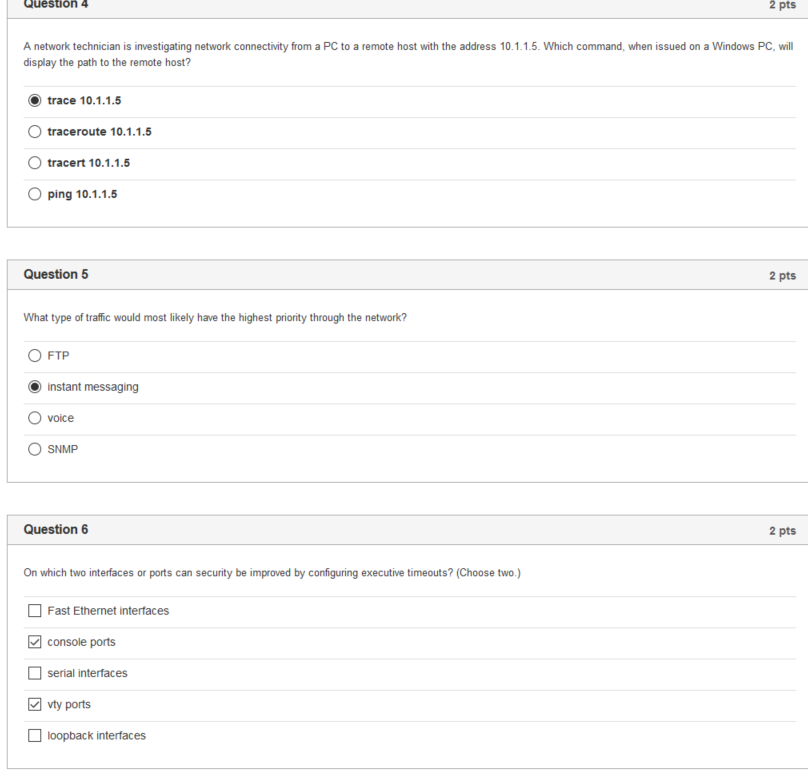 Question 4
2 pts
A network technician is investigating network connectivity from a PC to a remote host with the address 10.1.1.5. Which command, when issued on a Windows PC, will
display the path to the remote host?
trace 10.1.1.5
traceroute 10.1.1.5
tracert 10.1.1.5
ping 10.1.1.5
Question 5
2 pts
What type of traffic would most likely have the highest priority through the network?
FTP
instant messaging
voice
SNMP
Question 6
2 pts
On which two interfaces or ports can security be improved by configuring executive timeouts? (Choose two.)
Fast Ethernet interfaces
console ports
serial interfaces
vty ports
loopback interfaces